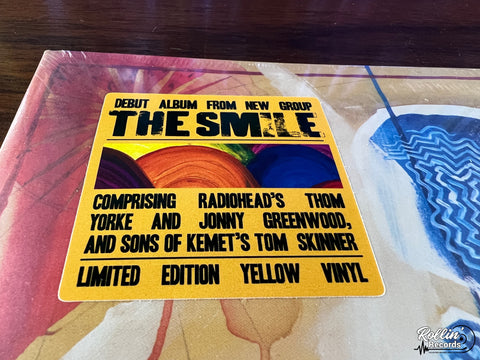 DEBUT ALBUM FROM NEW GROUP
THE SMILE
COMPRISING RADIOHEAD'S THOM
YORKE AND JONNY GREENWOOD,
AND SONS OF KEMET'S TOM SKINNER
LIMITED EDITION YELLOW VINYL
Rollin'
Records